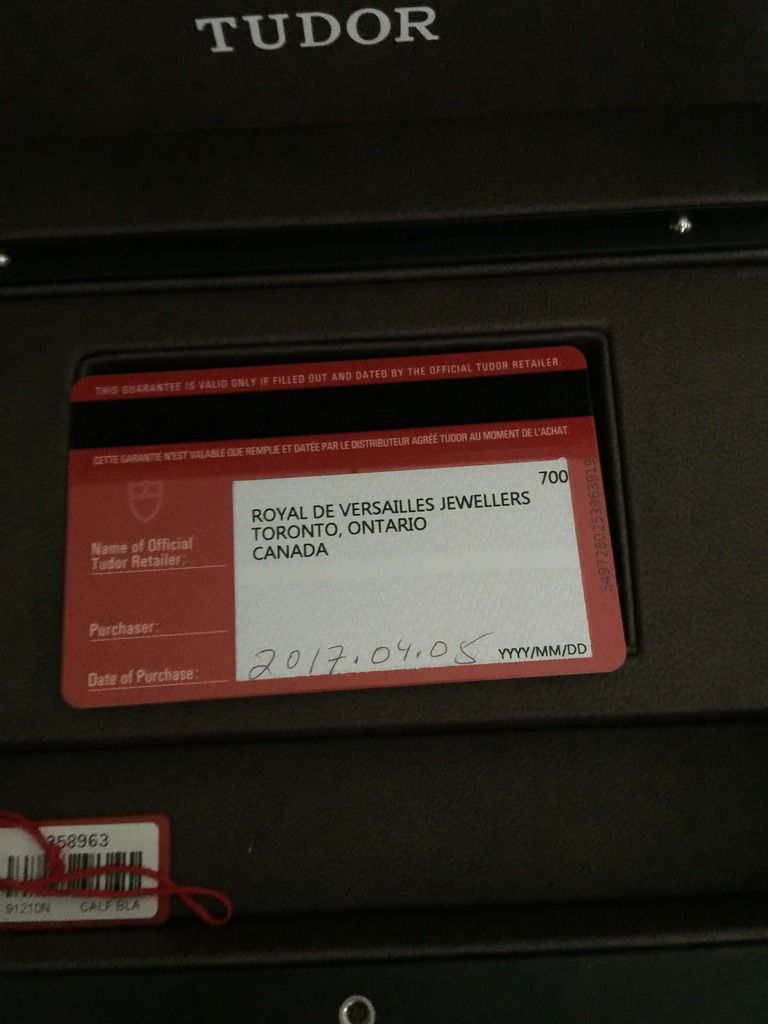 TUDOR
THIS GUARANTEE IS VALID ONLY IF FILLED OUT AND DATED BY THE OFFICIAL TUDOR RETAILER.
CETTE GARANTIE N'EST VALABLE QUE REMPLIE ET DATÉE PAR LE DISTRIBUTEUR AGRÉÉ TUDOR AU MOMENT DE L'ACHAT.
700
ROYAL DE VERSAILLES JEWELLERS
TORONTO, ONTARIO
CANADA
Name of Official
Tudor Retailer:
Purchaser:
Date of Purchase:
2017.04.05
YYYY/MM/DD
5497280253963919
358963
91210N CALF BLA